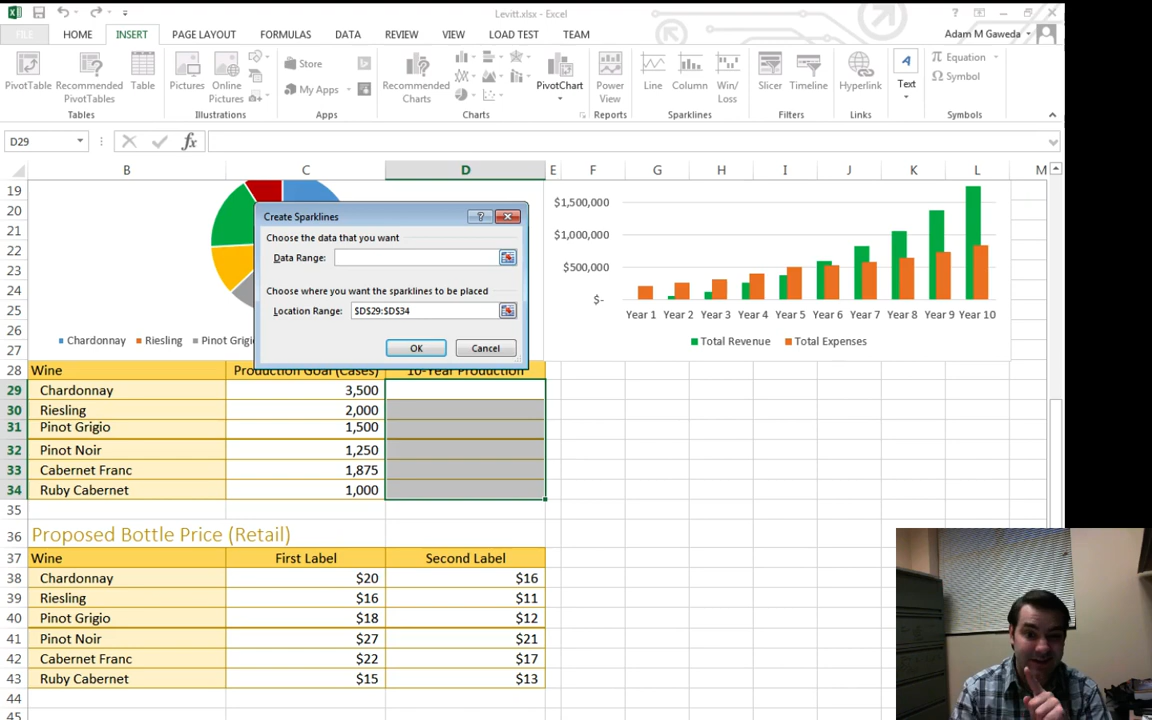 Levitt.xlsx - Excel
FILE HOME INSERT PAGE LAYOUT FORMULAS DATA REVIEW VIEW LOAD TEST TEAM Adam M Gaweda
PivotTable Recommended PivotTables Table Pictures Online Pictures Store My Apps Recommended Charts PivotChart Power View Line Column Win/ Loss Slicer Timeline Hyperlink Text Equation Symbol
Tables Illustrations Apps Charts Reports Sparklines Filters Links Symbols
D29 fx
B C D E F G H I J K L M
19
20
21
22
23
24
25
26
27
Create Sparklines
Choose the data that you want
Data Range:
Choose where you want the sparklines to be placed
Location Range: $D$29:$D$34
OK Cancel
$1,500,000
$1,000,000
$500,000
$-
Year 1 Year 2 Year 3 Year 4 Year 5 Year 6 Year 7 Year 8 Year 9 Year 10
Total Revenue Total Expenses
Chardonnay Riesling Pinot Grigi
28 Wine Production Goal (Cases) 10-Year Production
29 Chardonnay 3,500
30 Riesling 2,000
31 Pinot Grigio 1,500
32 Pinot Noir 1,250
33 Cabernet Franc 1,875
34 Ruby Cabernet 1,000
35
36 Proposed Bottle Price (Retail)
37 Wine First Label Second Label
38 Chardonnay $20 $16
39 Riesling $16 $11
40 Pinot Grigio $18 $12
41 Pinot Noir $27 $21
42 Cabernet Franc $22 $17
43 Ruby Cabernet $15 $13
44
45